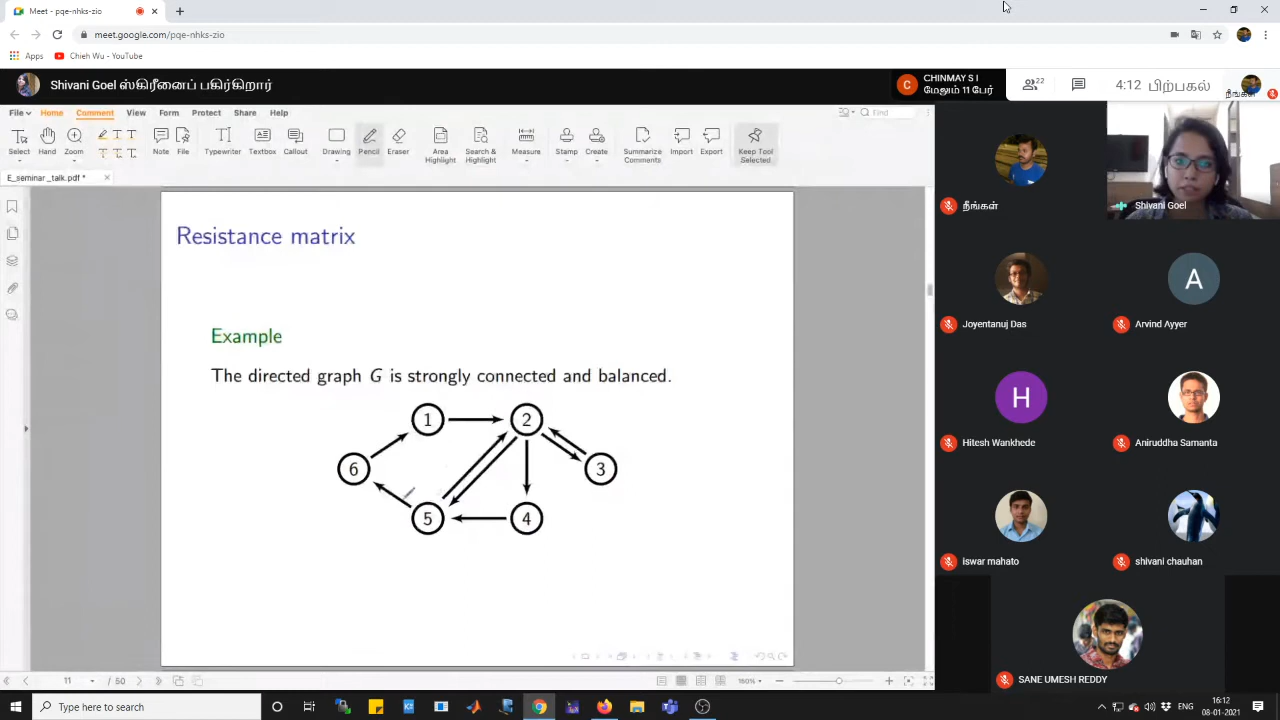 Meet - pqe-nhks-zio
meet.google.com/pqe-nhks-zio
Apps Chieh Wu - YouTube
Shivani Goel ஸ்கிரீனைப் பகிர்கிறார்
C CHINMAY S I
மேலும் 11 பேர்
22
4:12 பிற்பகல்
நீங்கள்
File Home Comment View Form Protect Share Help Find
Select Hand Zoom Note File Typewriter Textbox Callout Drawing Pencil Eraser Area Highlight Search & Highlight Measure Stamp Create Summarize Comments Import Export Keep Tool Selected
E_seminar _talk.pdf *
Resistance matrix
Example
The directed graph G is strongly connected and balanced.
1 2
6 3
5 4
நீங்கள்
Shivani Goel
Joyentanuj Das
A
Arvind Ayyer
H
Hitesh Wankhede
Aniruddha Samanta
Iswar mahato
shivani chauhan
SANE UMESH REDDY
11 / 50
160%
Type here to search
ENG
16:12
08-01-2021